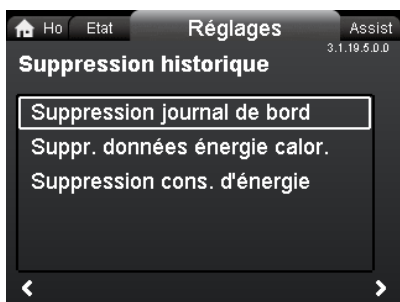 Ho Etat Réglages Assist
3.1.19.5.0.0
Suppression historique
Suppression journal de bord
Suppr. données énergie calor.
Suppression cons. d'énergie